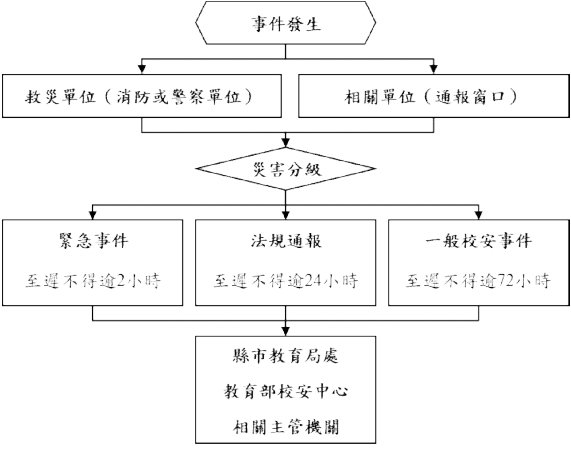 事件發生
救災單位（消防或警察單位）
相關單位（通報窗口）
災害分級
緊急事件
至遲不得逾2小時
法規通報
至遲不得逾24小時
一般校安事件
至遲不得逾72小時
縣市教育局處
教育部校安中心
相關主管機關